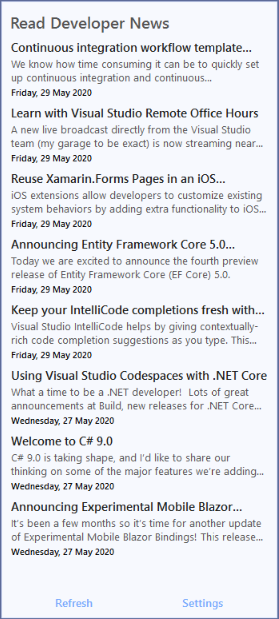 Read Developer News
Continuous integration workflow template...
We know how time consuming it can be to quickly set
up continuous integration and continuous...
Friday, 29 May 2020
Learn with Visual Studio Remote Office Hours
A new live broadcast directly from the Visual Studio
team (my garage to be exact) is now streaming near...
Friday, 29 May 2020
Reuse Xamarin.Forms Pages in an iOS...
iOS extensions allow developers to customize existing
system behaviors by adding extra functionality to iOS...
Friday, 29 May 2020
Announcing Entity Framework Core 5.0...
Today we are excited to announce the fourth preview
release of Entity Framework Core (EF Core) 5.0.
Friday, 29 May 2020
Keep your IntelliCode completions fresh with...
Visual Studio IntelliCode helps by giving contextually-
rich code completion suggestions as you type. This...
Friday, 29 May 2020
Using Visual Studio Codespaces with .NET Core
What a time to be a .NET developer!  Lots of great
announcements at Build, new releases for .NET Core...
Wednesday, 27 May 2020
Welcome to C# 9.0
C# 9.0 is taking shape, and I'd like to share our
thinking on some of the major features we're adding...
Wednesday, 27 May 2020
Announcing Experimental Mobile Blazor...
It's been a few months so it's time for another update
of Experimental Mobile Blazor Bindings! This release...
Wednesday, 27 May 2020
Refresh
Settings